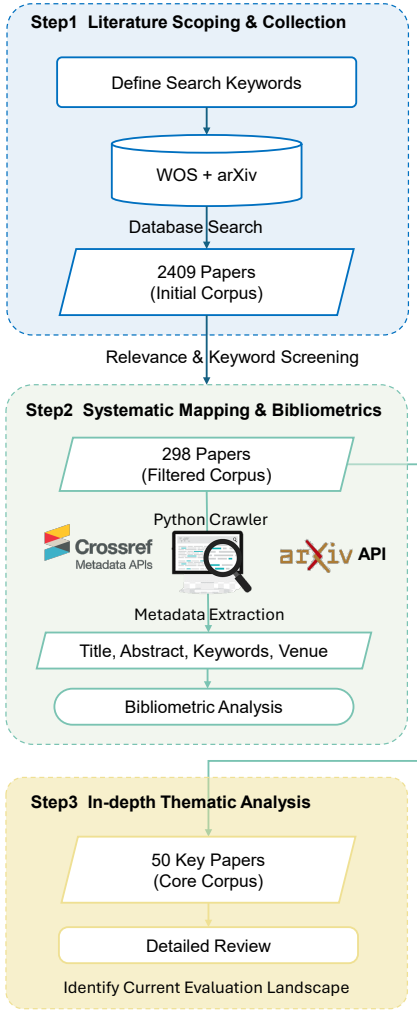 Step1 Literature Scoping & Collection
Define Search Keywords
WOS + arXiv
Database Search
2409 Papers
(Initial Corpus)
Relevance & Keyword Screening
Step2 Systematic Mapping & Bibliometrics
298 Papers
(Filtered Corpus)
Python Crawler
Crossref
Metadata APIs
arXiv API
Metadata Extraction
Title, Abstract, Keywords, Venue
Bibliometric Analysis
Step3 In-depth Thematic Analysis
50 Key Papers
(Core Corpus)
Detailed Review
Identify Current Evaluation Landscape